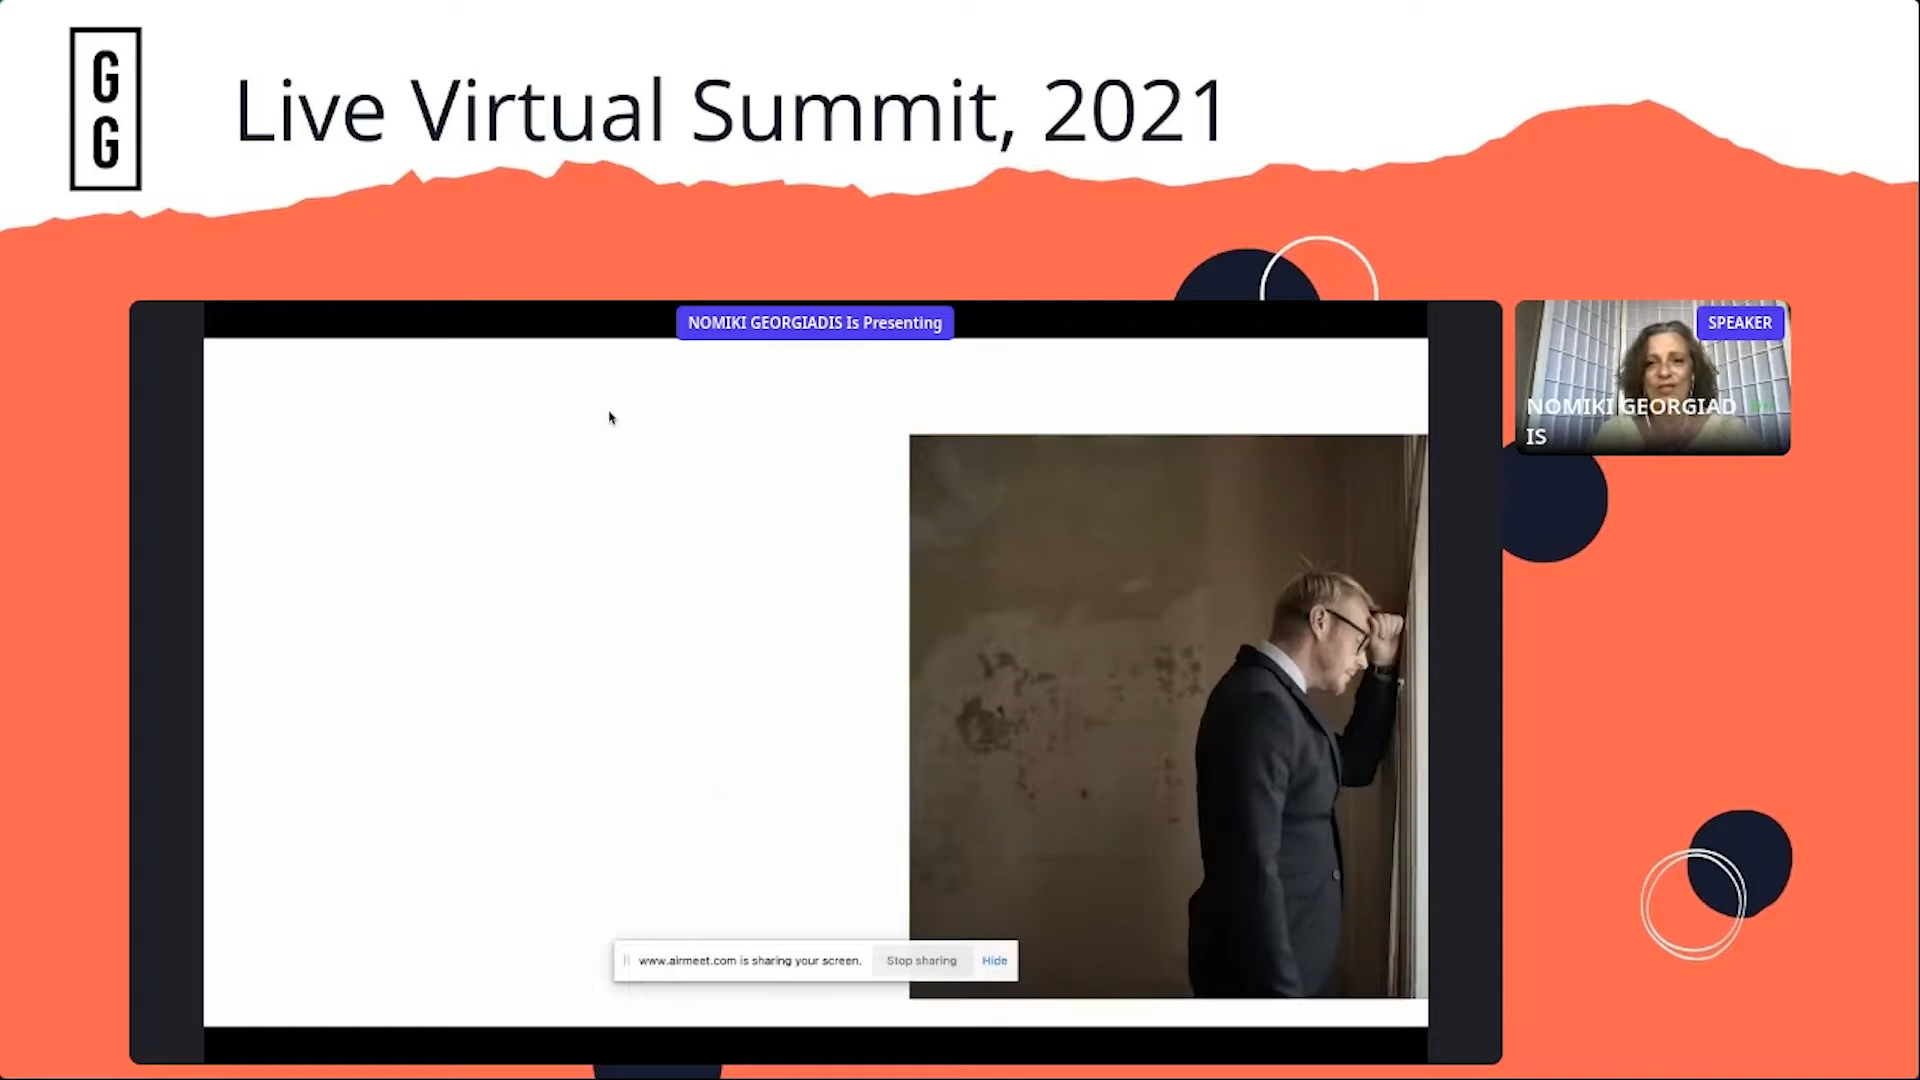 G
G
Live Virtual Summit, 2021
NOMIKI GEORGIADIS Is Presenting
SPEAKER
NOMIKI GEORGIAD
IS
www.airmeet.com is sharing your screen.
Stop sharing
Hide